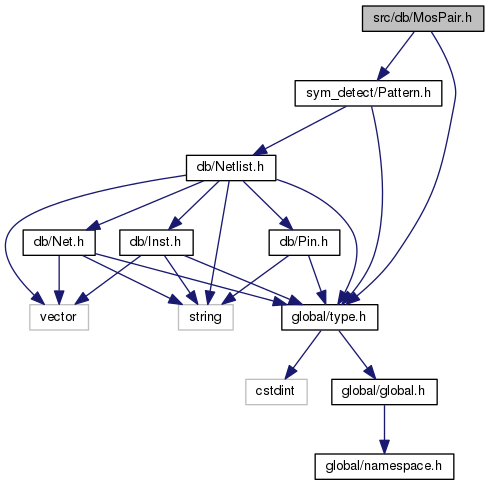 src/db/MosPair.h
sym_detect/Pattern.h
db/Netlist.h
db/Net.h
db/Inst.h
db/Pin.h
vector
string
global/type.h
cstdint
global/global.h
global/namespace.h